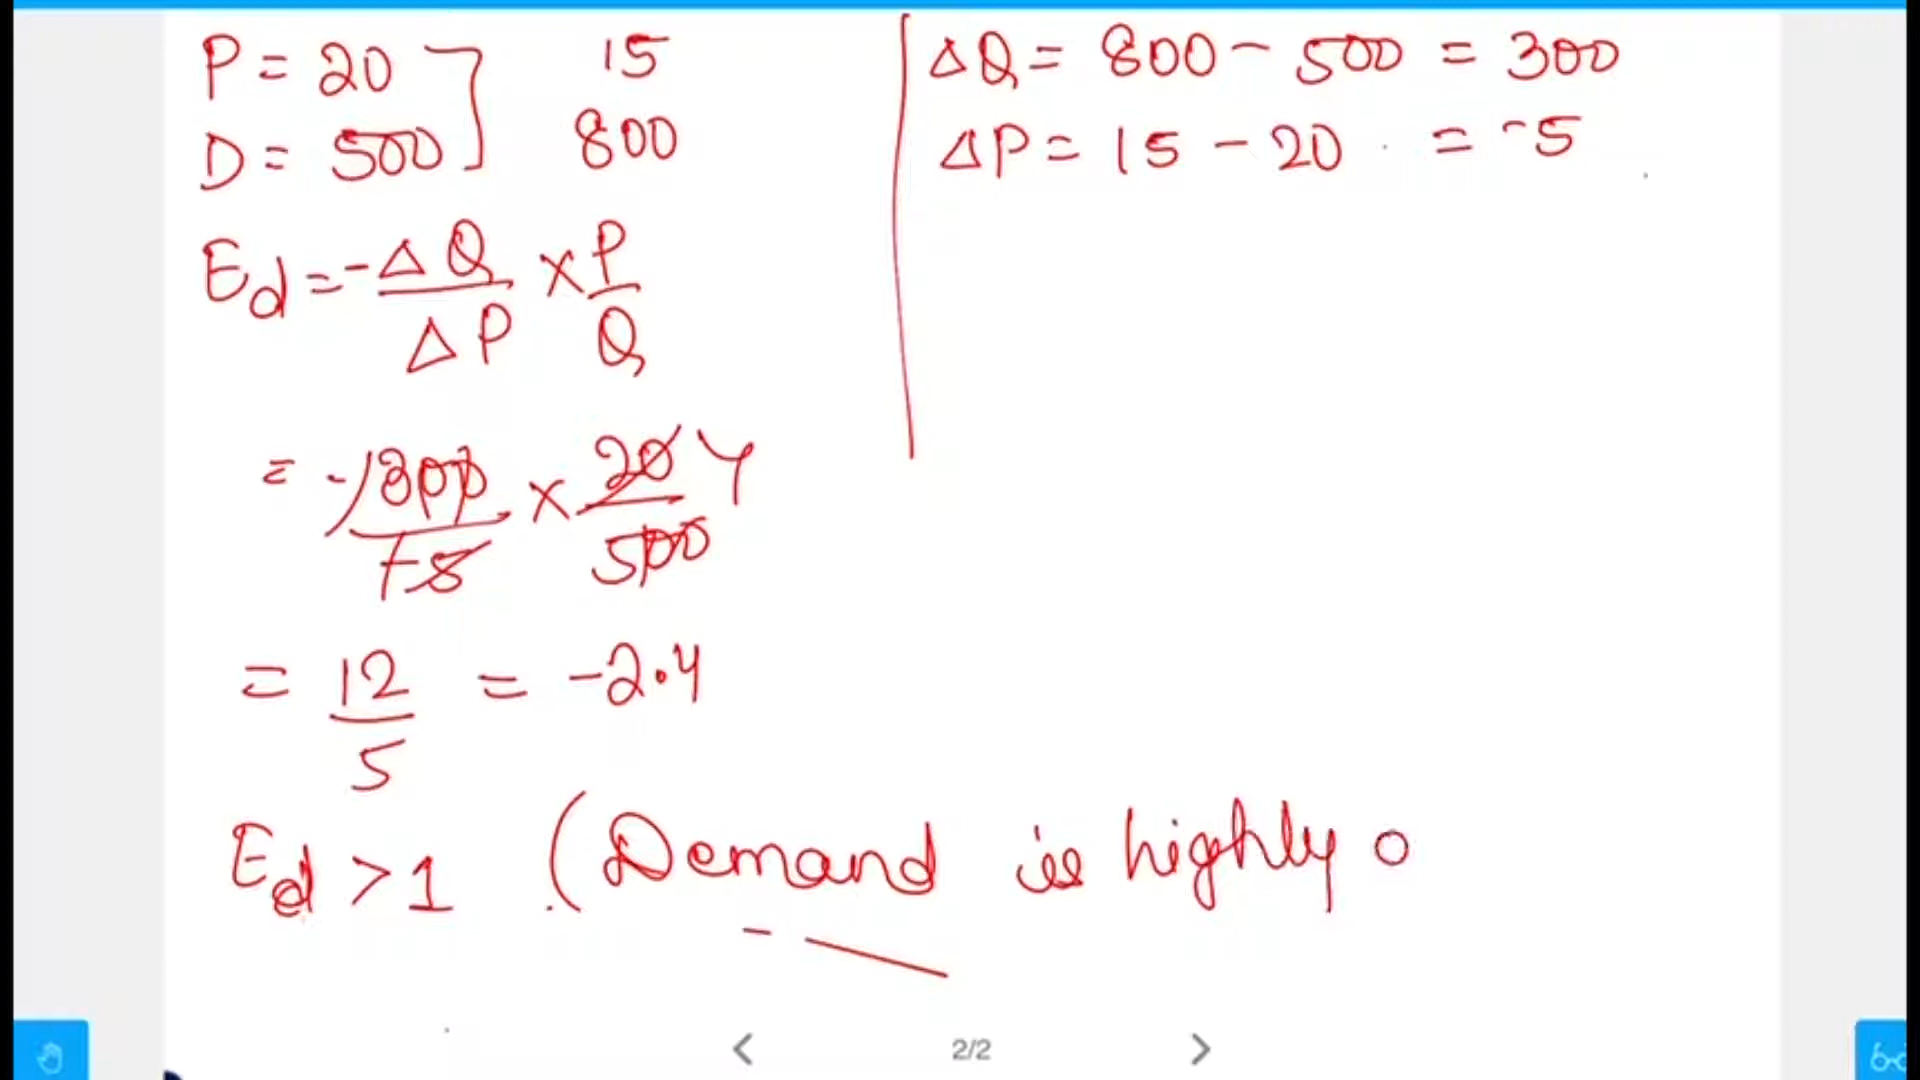 P = 20 ] 15
D = 500 ] 800
Ed = -ΔQ/ΔP × P/Q
= -300/-5 × 20/500 4
= 12/5 = -2.4
Ed > 1 (Demand is highly
ΔQ = 800 - 500 = 300
ΔP = 15 - 20 = -5
2/2